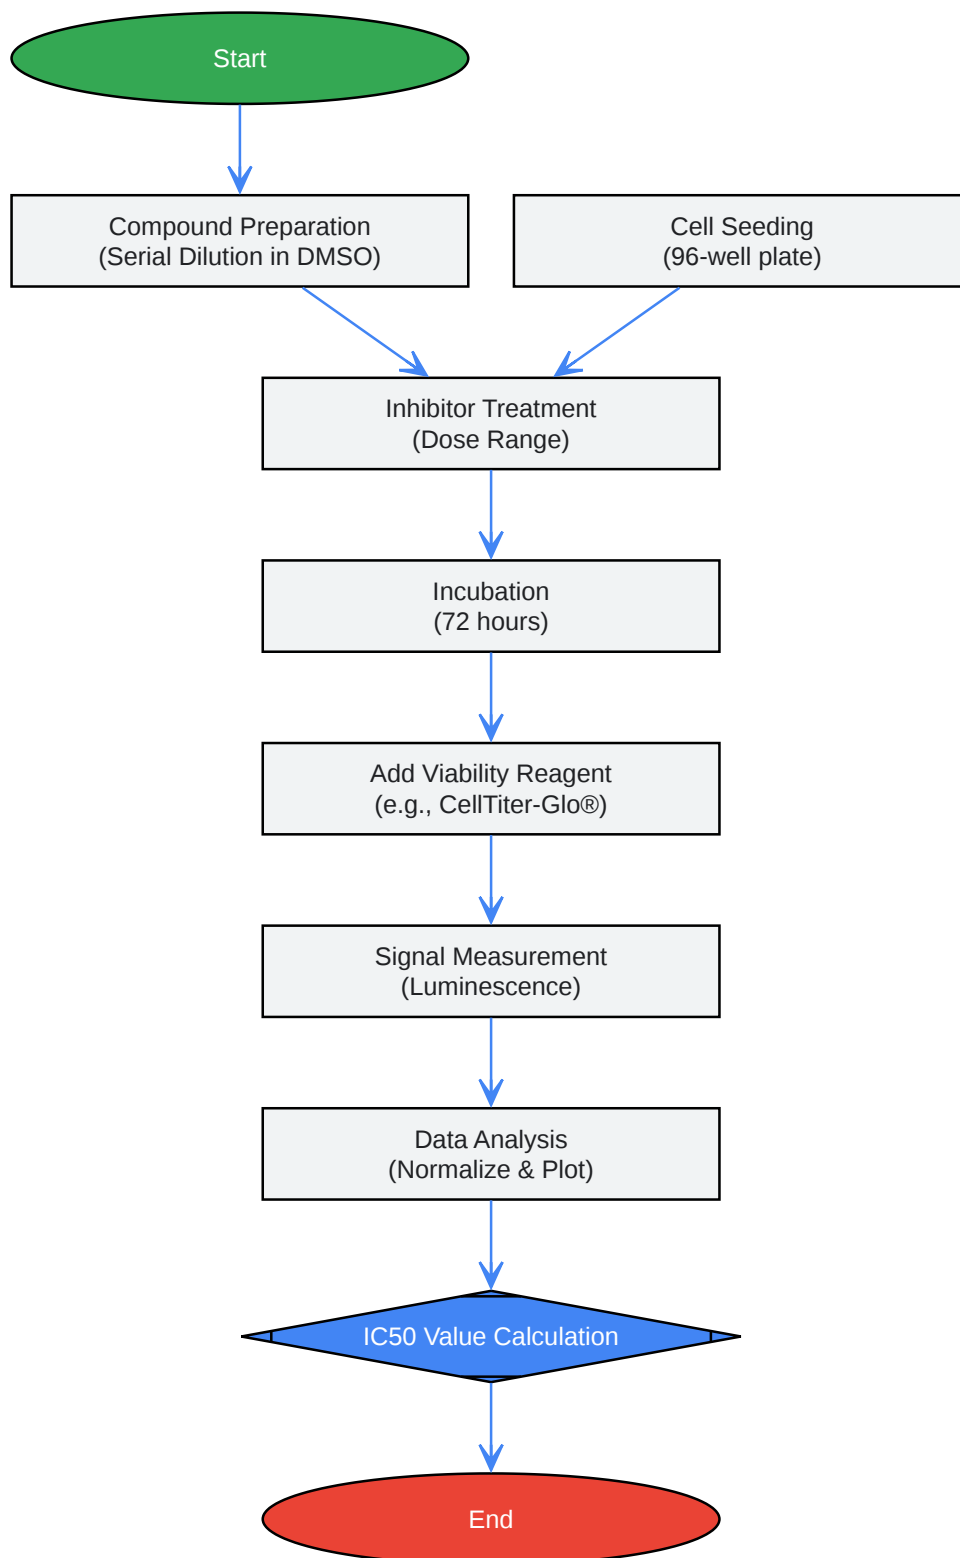 Start
Compound Preparation
(Serial Dilution in DMSO)
Cell Seeding
(96-well plate)
Inhibitor Treatment
(Dose Range)
Incubation
(72 hours)
Add Viability Reagent
(e.g., CellTiter-Glo®)
Signal Measurement
(Luminescence)
Data Analysis
(Normalize & Plot)
IC50 Value Calculation
End